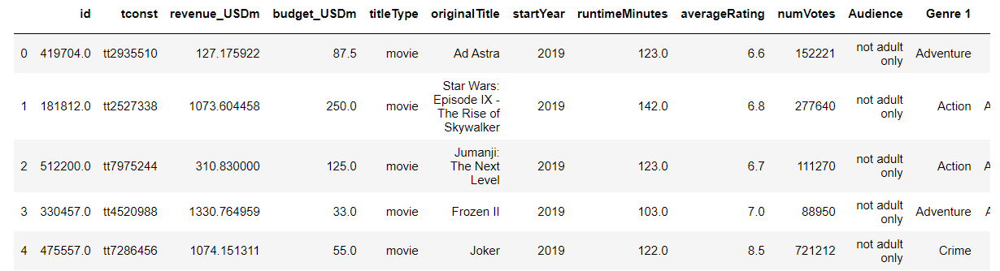 id tconst revenue_USDm budget_USDm titleType originalTitle startYear runtimeMinutes averageRating numVotes Audience Genre 1
0 419704.0 tt2935510 127.175922 87.5 movie Ad Astra 2019 123.0 6.6 152221 not adult only Adventure
1 181812.0 tt2527338 1073.604458 250.0 movie Star Wars: Episode IX - The Rise of Skywalker 2019 142.0 6.8 277640 not adult only Action A
2 512200.0 tt7975244 310.830000 125.0 movie Jumanji: The Next Level 2019 123.0 6.7 111270 not adult only Action A
3 330457.0 tt4520988 1330.764959 33.0 movie Frozen II 2019 103.0 7.0 88950 not adult only Adventure A
4 475557.0 tt7286456 1074.151311 55.0 movie Joker 2019 122.0 8.5 721212 not adult only Crime